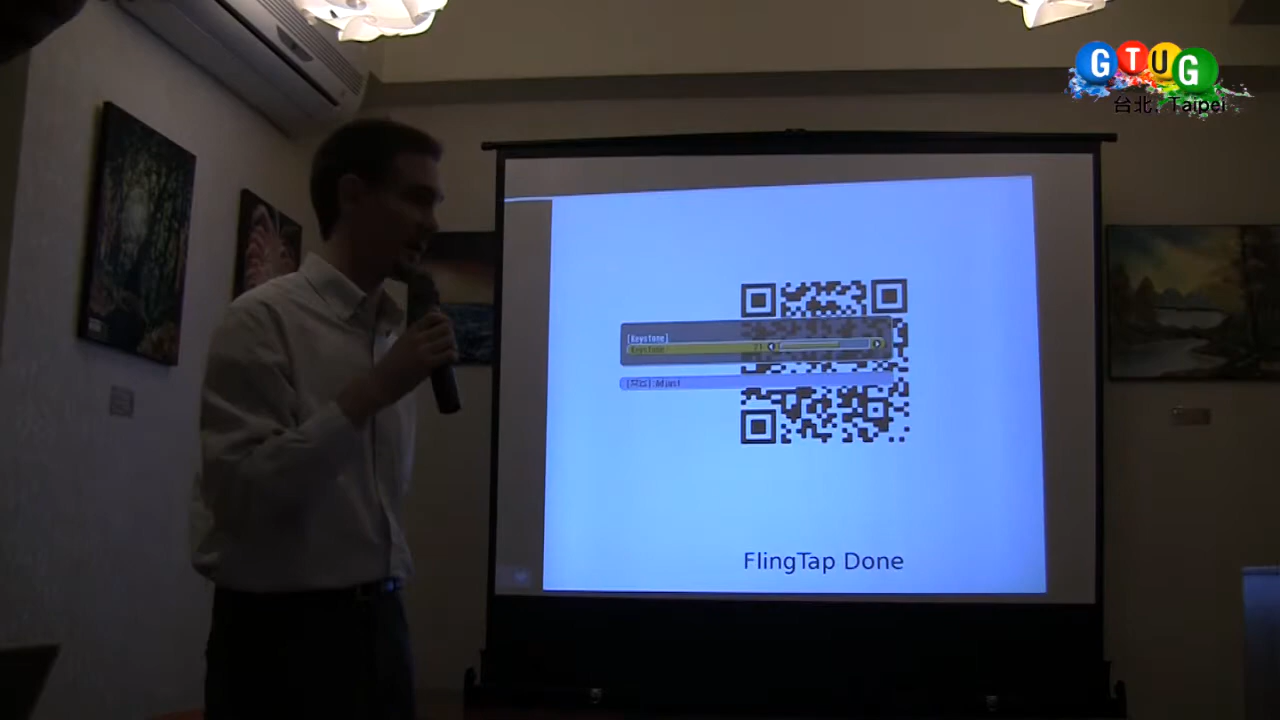 GTUG
台北, Taipei
[Keystone]
Keystone
FlingTap Done